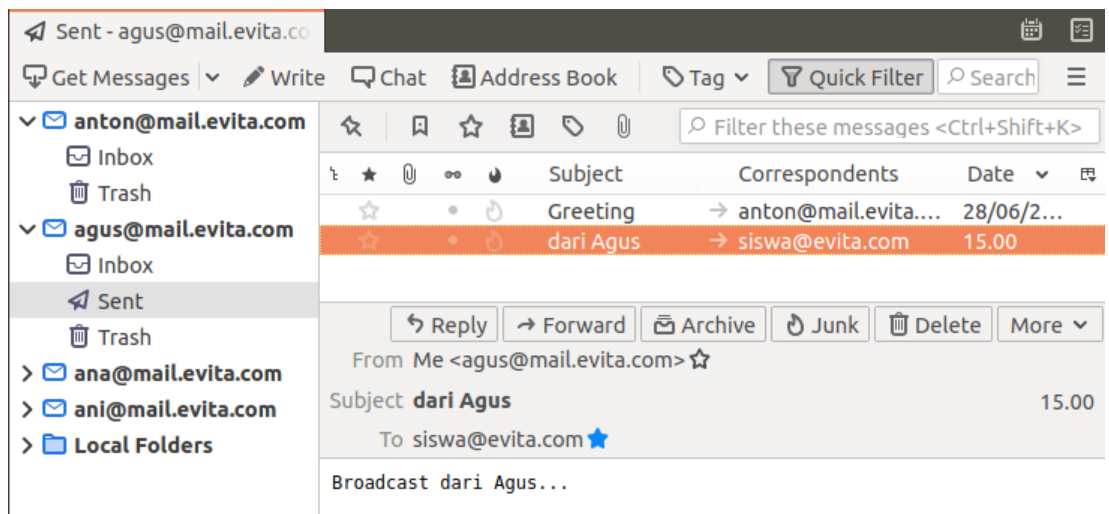 Sent - agus@mail.evita.co
Get Messages Write Chat Address Book Tag Quick Filter Search
anton@mail.evita.com
Inbox
Trash
agus@mail.evita.com
Inbox
Sent
Trash
ana@mail.evita.com
ani@mail.evita.com
Local Folders
Filter these messages <Ctrl+Shift+K>
Subject Correspondents Date
Greeting → anton@mail.evita.... 28/06/2...
dari Agus → siswa@evita.com 15.00
Reply Forward Archive Junk Delete More
From Me <agus@mail.evita.com>
Subject dari Agus 15.00
To siswa@evita.com
Broadcast dari Agus...